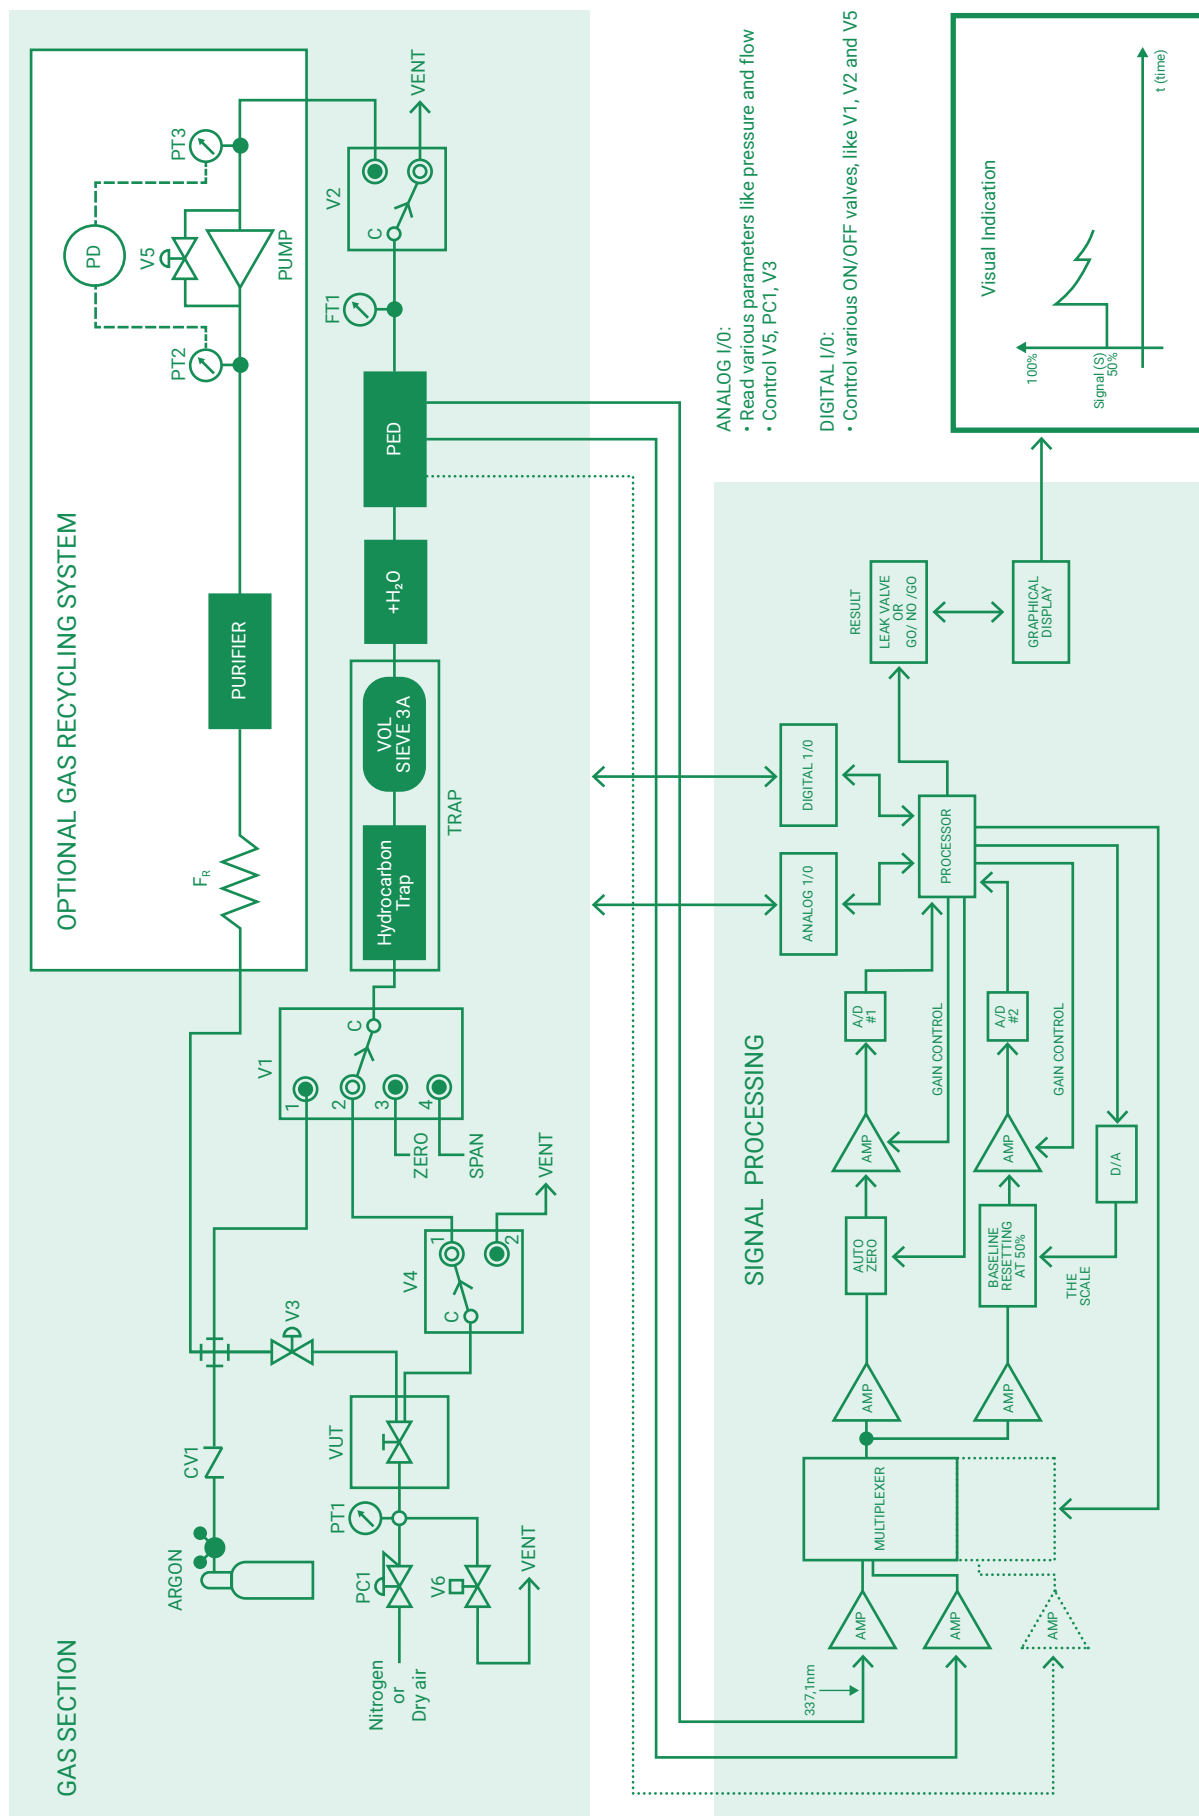 GAS SECTION
OPTIONAL GAS RECYCLING SYSTEM
ARGON
CV1
FR
PURIFIER
PT2
PD
V5
PUMP
PT3
V3
V1
1
2
3
4
C
ZERO
SPAN
Hydrocarbon
Trap
VOL
SIEVE 3A
TRAP
+H₂O
PED
FT1
V2
C
VENT
Nitrogen
or
Dry air
PC1
V6
PT1
VENT
VUT
V4
C
1
2
VENT
ANALOG I/0:
• Read various parameters like pressure and flow
• Control V5, PC1, V3
DIGITAL I/0:
• Control various ON/OFF valves, like V1, V2 and V5
SIGNAL PROCESSING
337,1nm
AMP
AMP
AMP
MULTIPLEXER
AMP
AMP
AUTO
ZERO
BASELINE
RESETTING
AT 50%
THE
SCALE
AMP
AMP
D/A
GAIN CONTROL
GAIN CONTROL
A/D
#1
A/D
#2
ANALOG 1/0
DIGITAL 1/0
PROCESSOR
RESULT
LEAK VALVE
OR
GO/ NO /GO
GRAPHICAL
DISPLAY
Visual Indication
100%
Signal (S)
50%
t (time)